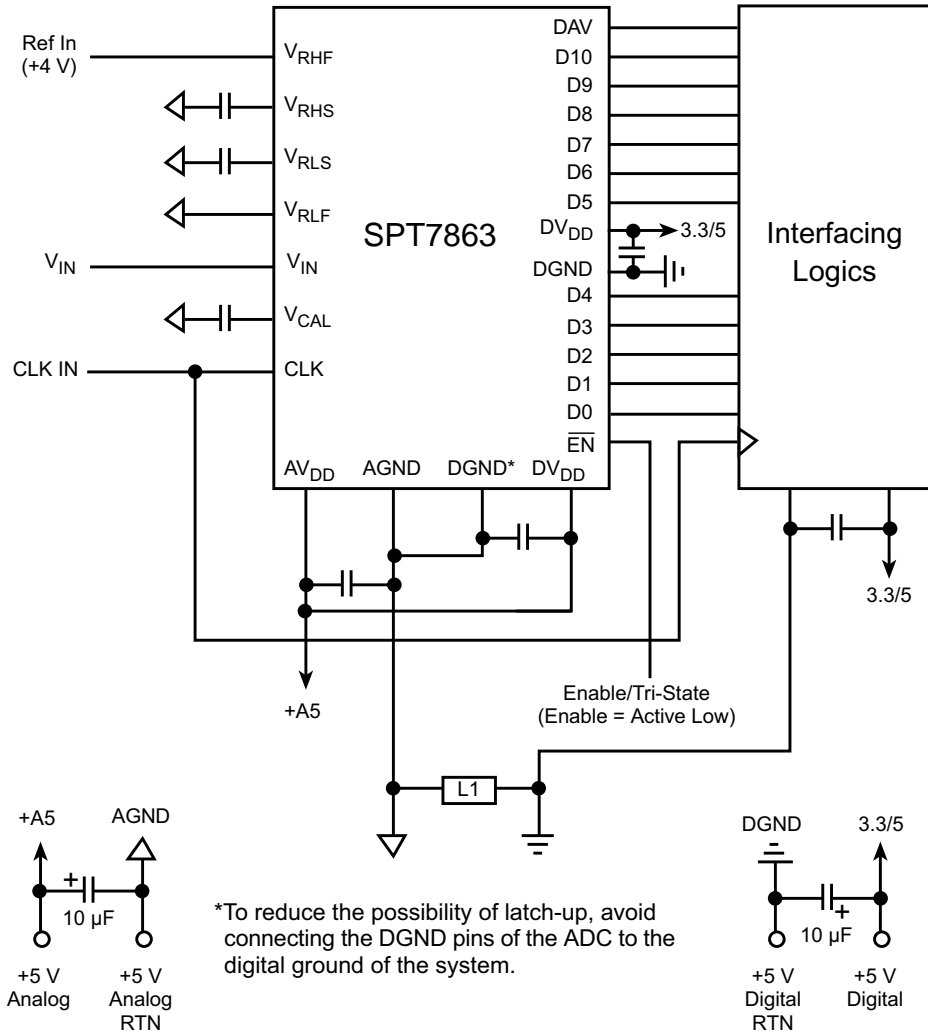 Ref In
(+4 V)
V_IN
CLK IN
V_RHF
V_RHS
V_RLS
V_RLF
V_IN
V_CAL
CLK
SPT7863
AV_DD
AGND
DGND*
DV_DD
DAV
D10
D9
D8
D7
D6
D5
DV_DD
DGND
D4
D3
D2
D1
D0
EN
3.3/5
Interfacing
Logics
3.3/5
+A5
Enable/Tri-State
(Enable = Active Low)
L1
+A5
AGND
+
10 µF
+5 V
Analog
+5 V
Analog
RTN
*To reduce the possibility of latch-up, avoid
connecting the DGND pins of the ADC to the
digital ground of the system.
DGND
3.3/5
+
10 µF
+5 V
Digital
RTN
+5 V
Digital